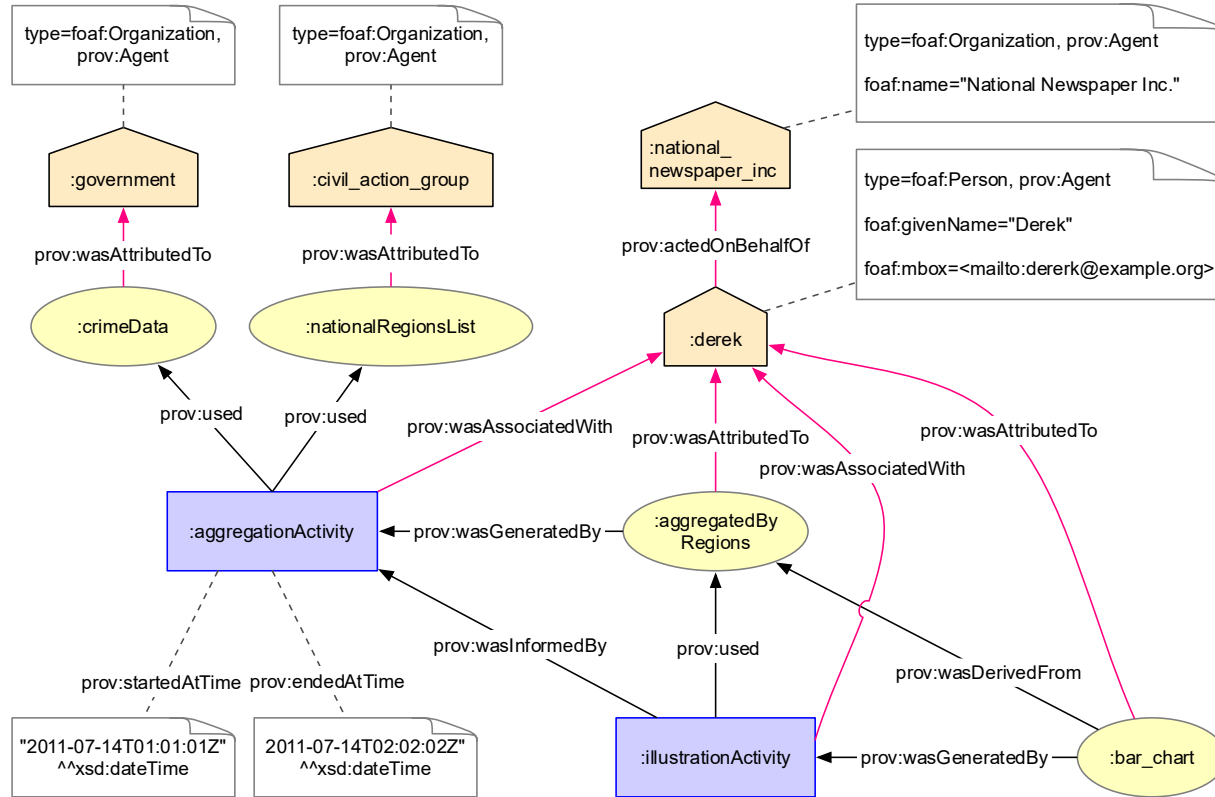 type=foaf:Organization,
prov:Agent
type=foaf:Organization,
prov:Agent
type=foaf:Organization, prov:Agent
foaf:name="National Newspaper Inc."
:government
:civil_action_group
:national_
newspaper_inc
type=foaf:Person, prov:Agent
foaf:givenName="Derek"
foaf:mbox=<mailto:dererk@example.org>
prov:wasAttributedTo
prov:wasAttributedTo
prov:actedOnBehalfOf
:crimeData
:nationalRegionsList
:derek
prov:used
prov:used
prov:wasAssociatedWith
prov:wasAttributedTo
prov:wasAttributedTo
prov:wasAssociatedWith
:aggregationActivity
prov:wasGeneratedBy
:aggregatedBy
Regions
prov:wasInformedBy
prov:used
prov:wasDerivedFrom
prov:startedAtTime
prov:endedAtTime
"2011-07-14T01:01:01Z"
^^xsd:dateTime
2011-07-14T02:02:02Z"
^^xsd:dateTime
:illustrationActivity
prov:wasGeneratedBy
:bar_chart